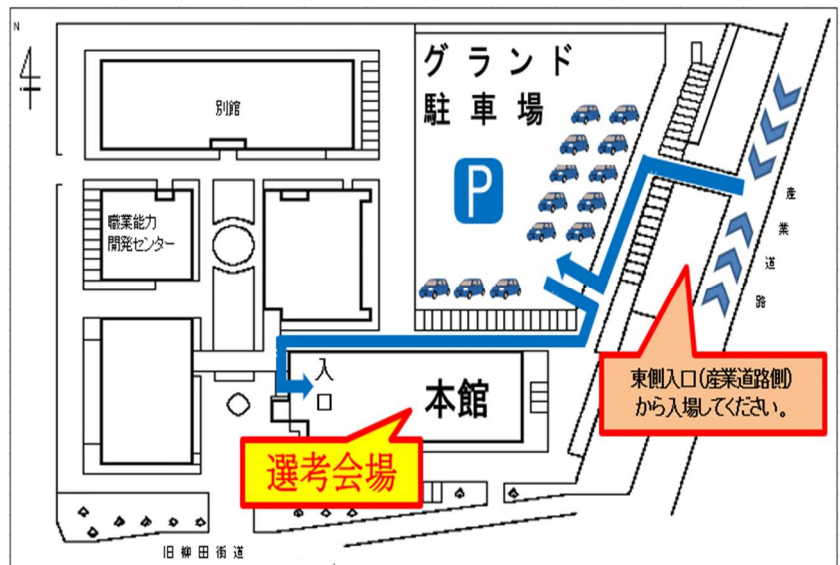 N
グランド
駐車場
P
別館
職業能力
開発センター
産業道路
入口
本館
東側入口(産業道路側)
から入場してください。
選考会場
旧柳田街道